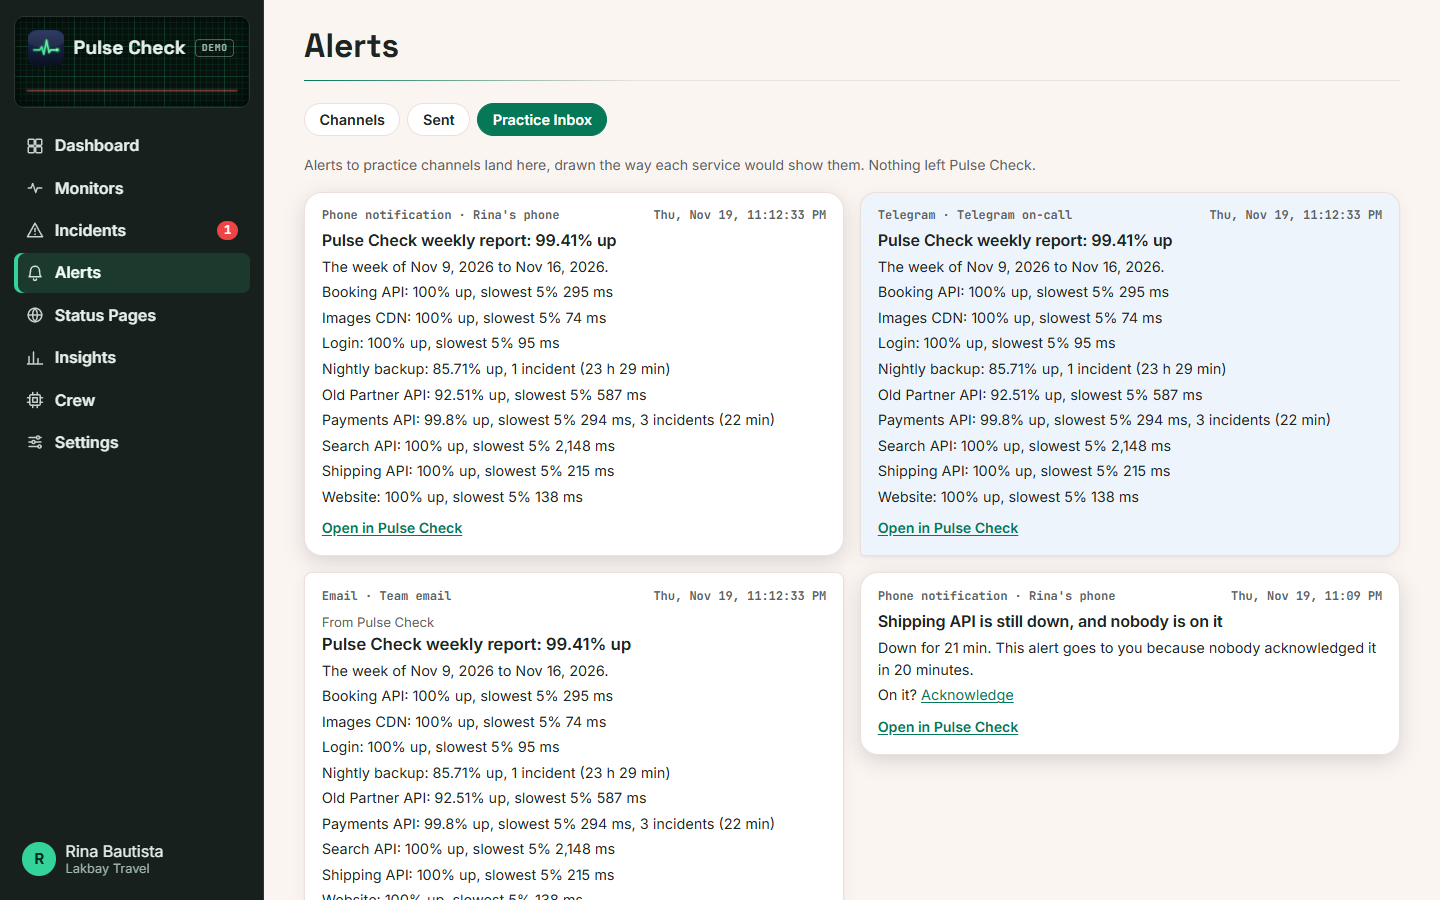 Pulse Check DEMO
Dashboard
Monitors
Incidents 1
Alerts
Status Pages
Insights
Crew
Settings
R
Rina Bautista
Lakbay Travel
Alerts
Channels
Sent
Practice Inbox
Alerts to practice channels land here, drawn the way each service would show them. Nothing left Pulse Check.
Phone notification · Rina's phone Thu, Nov 19, 11:12:33 PM
Pulse Check weekly report: 99.41% up
The week of Nov 9, 2026 to Nov 16, 2026.
Booking API: 100% up, slowest 5% 295 ms
Images CDN: 100% up, slowest 5% 74 ms
Login: 100% up, slowest 5% 95 ms
Nightly backup: 85.71% up, 1 incident (23 h 29 min)
Old Partner API: 92.51% up, slowest 5% 587 ms
Payments API: 99.8% up, slowest 5% 294 ms, 3 incidents (22 min)
Search API: 100% up, slowest 5% 2,148 ms
Shipping API: 100% up, slowest 5% 215 ms
Website: 100% up, slowest 5% 138 ms
Open in Pulse Check
Telegram · Telegram on-call Thu, Nov 19, 11:12:33 PM
Pulse Check weekly report: 99.41% up
The week of Nov 9, 2026 to Nov 16, 2026.
Booking API: 100% up, slowest 5% 295 ms
Images CDN: 100% up, slowest 5% 74 ms
Login: 100% up, slowest 5% 95 ms
Nightly backup: 85.71% up, 1 incident (23 h 29 min)
Old Partner API: 92.51% up, slowest 5% 587 ms
Payments API: 99.8% up, slowest 5% 294 ms, 3 incidents (22 min)
Search API: 100% up, slowest 5% 2,148 ms
Shipping API: 100% up, slowest 5% 215 ms
Website: 100% up, slowest 5% 138 ms
Open in Pulse Check
Email · Team email Thu, Nov 19, 11:12:33 PM
From Pulse Check
Pulse Check weekly report: 99.41% up
The week of Nov 9, 2026 to Nov 16, 2026.
Booking API: 100% up, slowest 5% 295 ms
Images CDN: 100% up, slowest 5% 74 ms
Login: 100% up, slowest 5% 95 ms
Nightly backup: 85.71% up, 1 incident (23 h 29 min)
Old Partner API: 92.51% up, slowest 5% 587 ms
Payments API: 99.8% up, slowest 5% 294 ms, 3 incidents (22 min)
Search API: 100% up, slowest 5% 2,148 ms
Shipping API: 100% up, slowest 5% 215 ms
Website: 100% up, slowest 5% 138 ms
Phone notification · Rina's phone Thu, Nov 19, 11:09 PM
Shipping API is still down, and nobody is on it
Down for 21 min. This alert goes to you because nobody acknowledged it
in 20 minutes.
On it? Acknowledge
Open in Pulse Check